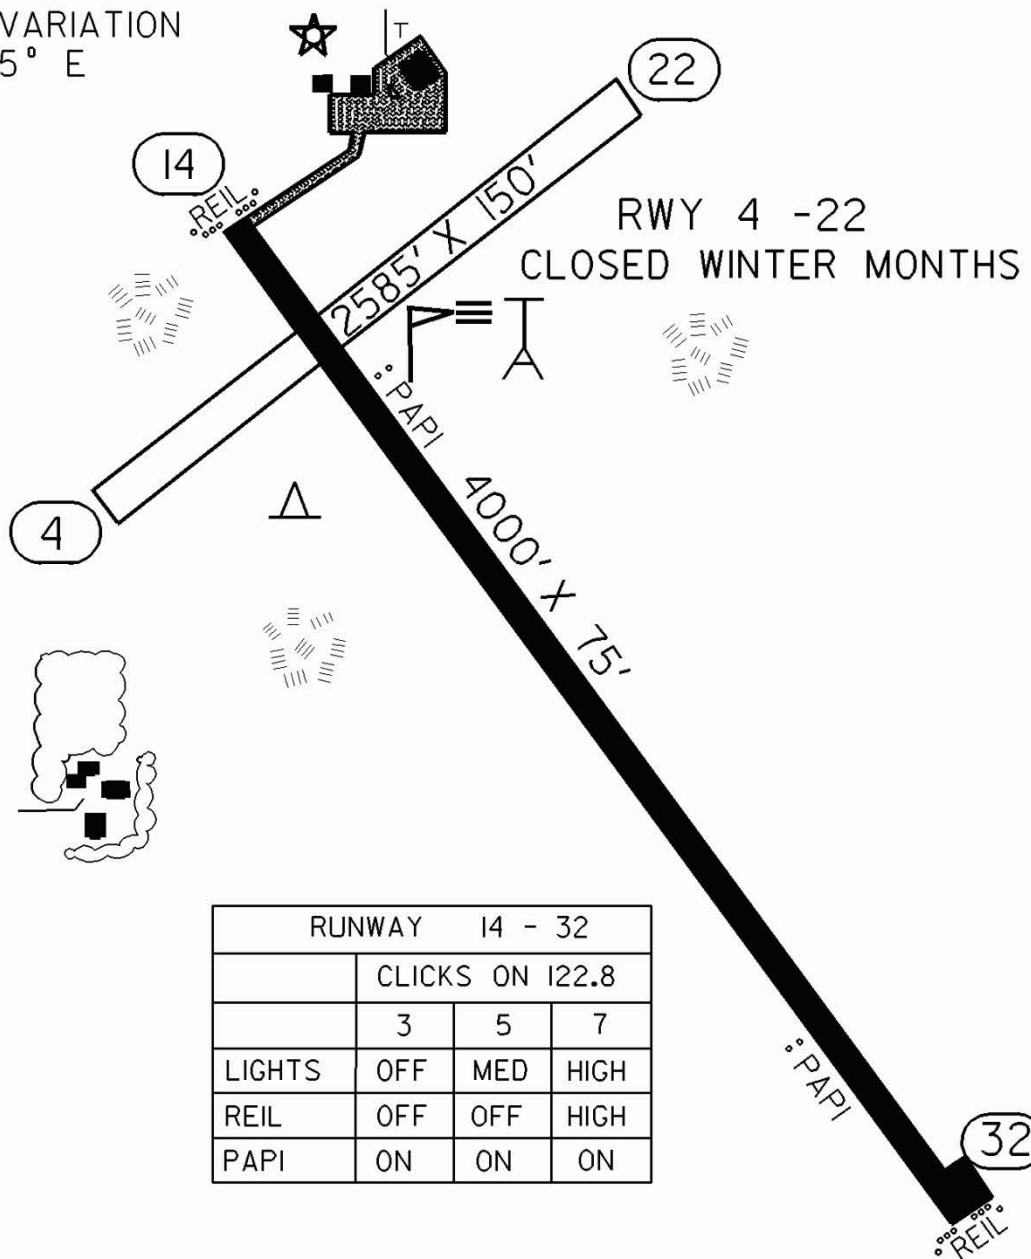 VARIATION
5° E
T
22
14
REIL
2585' X 150'
RWY 4 -22
CLOSED WINTER MONTHS
PAPI
4
4000' X 75'
RUNWAY 14 - 32
CLICKS ON 122.8
3 5 7
LIGHTS OFF MED HIGH
REIL OFF OFF HIGH
PAPI ON ON ON
PAPI
32
REIL